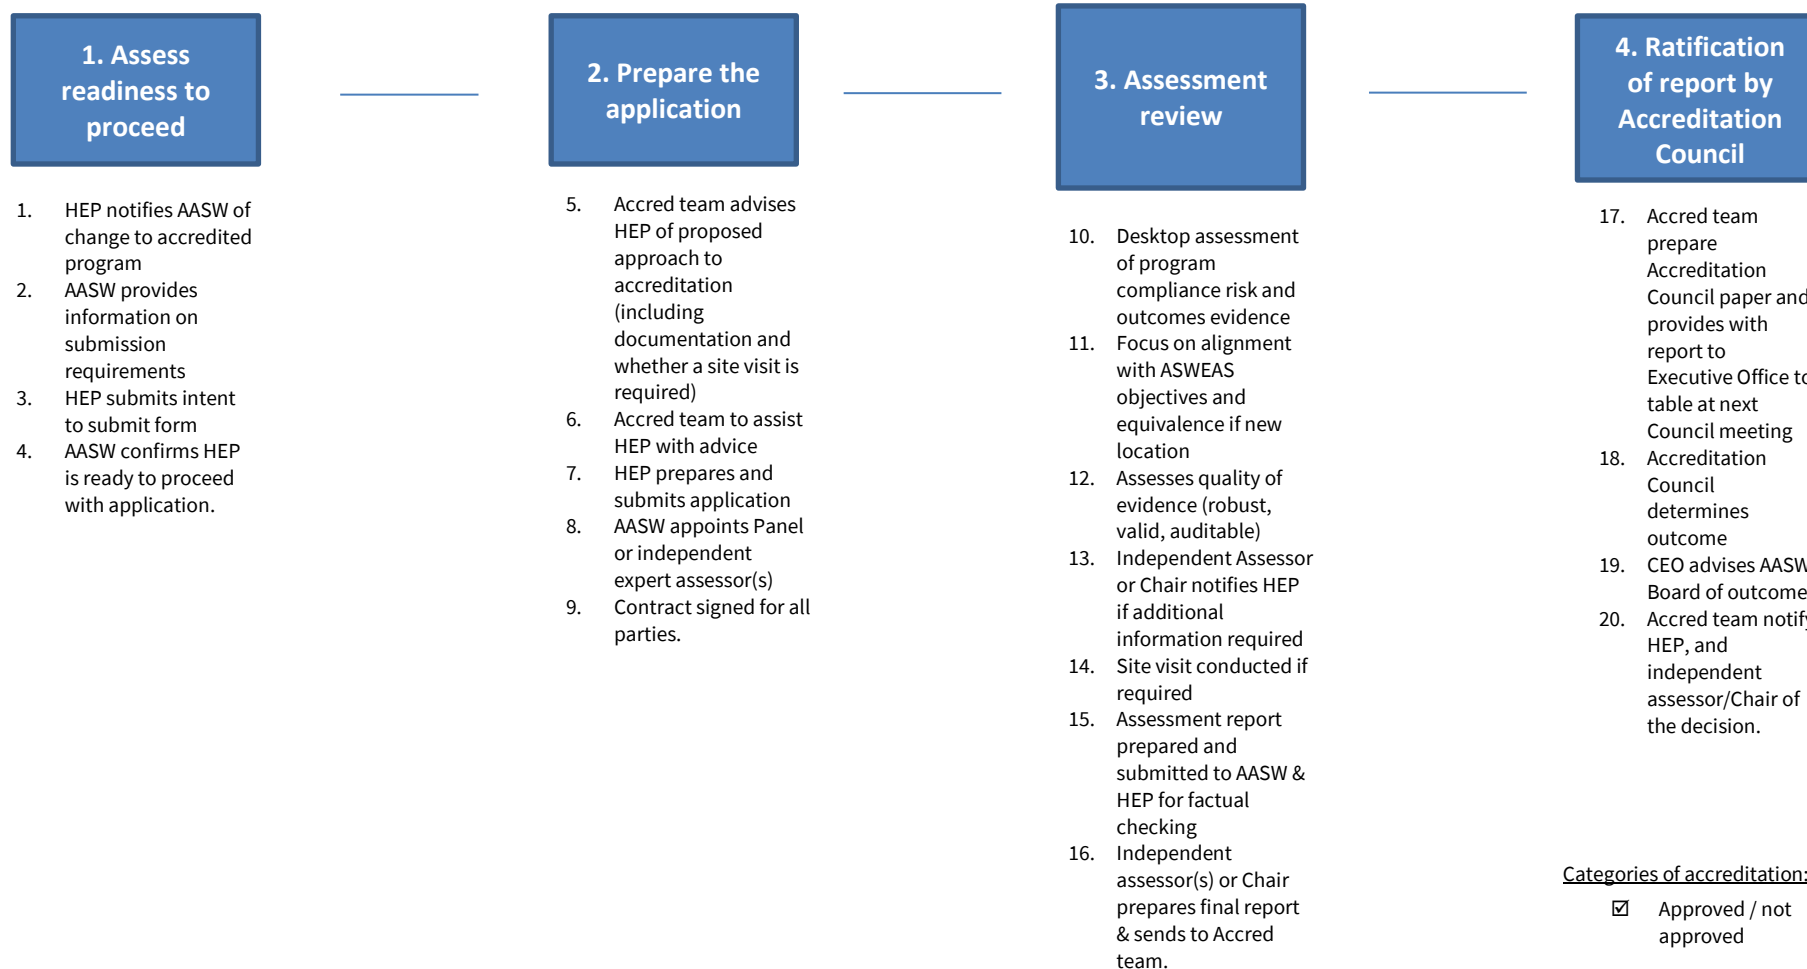 1. Assess
readiness to
proceed
1. HEP notifies AASW of
change to accredited
program
2. AASW provides
information on
submission
requirements
3. HEP submits intent
to submit form
4. AASW confirms HEP
is ready to proceed
with application.
2. Prepare the
application
5. Accred team advises
HEP of proposed
approach to
accreditation
(including
documentation and
whether a site visit is
required)
6. Accred team to assist
HEP with advice
7. HEP prepares and
submits application
8. AASW appoints Panel
or independent
expert assessor(s)
9. Contract signed for all
parties.
3. Assessment
review
10. Desktop assessment
of program
compliance risk and
outcomes evidence
11. Focus on alignment
with ASWEAS
objectives and
equivalence if new
location
12. Assesses quality of
evidence (robust,
valid, auditable)
13. Independent Assessor
or Chair notifies HEP
if additional
information required
14. Site visit conducted if
required
15. Assessment report
prepared and
submitted to AASW &
HEP for factual
checking
16. Independent
assessor(s) or Chair
prepares final report
& sends to Accred
team.
4. Ratification
of report by
Accreditation
Council
17. Accred team
prepare
Accreditation
Council paper and
provides with
report to
Executive Office to
table at next
Council meeting
18. Accreditation
Council
determines
outcome
19. CEO advises AASW
Board of outcome
20. Accred team notify
HEP, and
independent
assessor/Chair of
the decision.
Categories of accreditation:
☑ Approved / not
approved